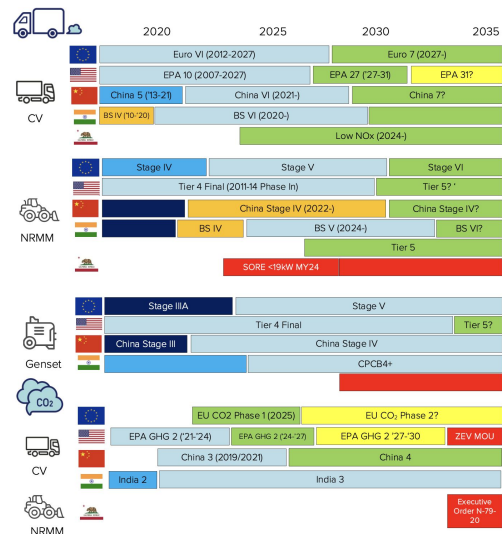 2020 2025 2030 2035
Euro VI (2012-2027) Euro 7 (2027-)
EPA 10 (2007-2027) EPA 27 ('27-31) EPA 31?
China 5 ('13-21) China VI (2021-) China 7?
CV
BS IV ('10-'20) BS VI (2020-)
Low NOx (2024-)
Stage IV Stage V Stage VI
Tier 4 Final (2011-14 Phase In) Tier 5? *
China Stage IV (2022-) China Stage IV?
NRMM
BS IV BS V (2024-) BS VI?
Tier 5
SORE <19kW MY24
Stage IIIA Stage V
Tier 4 Final Tier 5?
China Stage III China Stage IV
Genset
CPCB4+
CO₂
EU CO2 Phase 1 (2025) EU CO₂ Phase 2?
EPA GHG 2 ('21-'24) EPA GHG 2 ('24-'27) EPA GHG 2 '27-'30 ZEV MOU
China 3 (2019/2021) China 4
CV
India 2 India 3
Executive
Order N-79-
20
NRMM